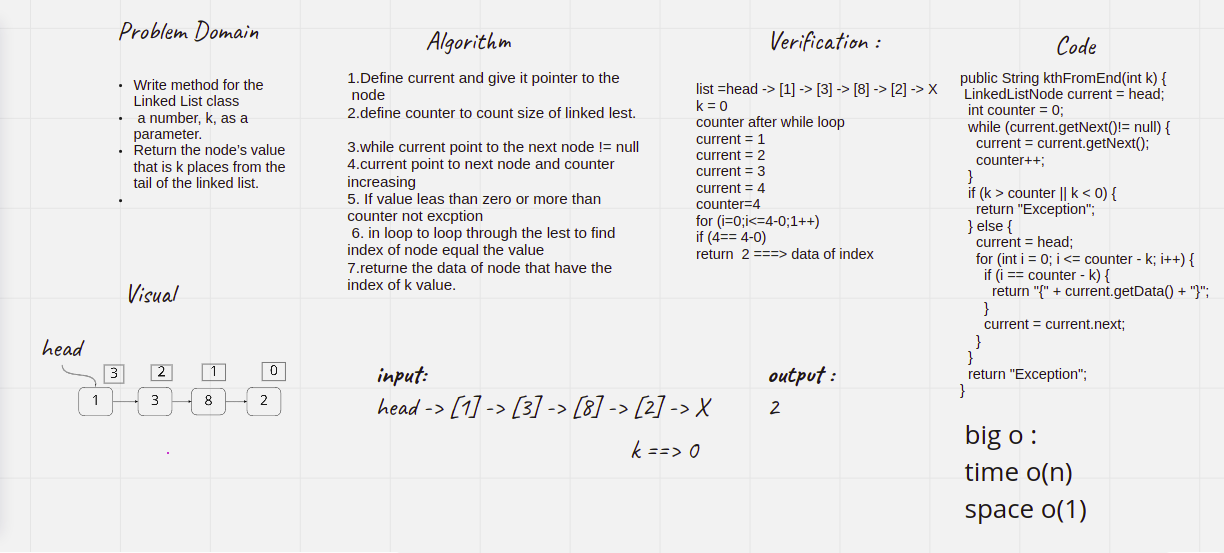 Problem Domain
• Write method for the
Linked List class
• a number, k, as a
parameter.
• Return the node's value
that is k places from the
tail of the linked list.
•
Visual
head
3 2 1 0
1 3 8 2
Algorithm
1.Define current and give it pointer to the
node
2.define counter to count size of linked lest.
3.while current point to the next node != null
4.current point to next node and counter
increasing
5. If value leas than zero or more than
counter not excption
6. in loop to loop through the lest to find
index of node equal the value
7.returne the data of node that have the
index of k value.
input:
head -> [1] -> [3] -> [8] -> [2] -> X
k ==> 0
Verification :
list =head -> [1] -> [3] -> [8] -> [2] -> X
k = 0
counter after while loop
current = 1
current = 2
current = 3
current = 4
counter=4
for (i=0;i<=4-0;1++)
if (4== 4-0)
return 2 ===> data of index
output :
2
Code
public String kthFromEnd(int k) {
LinkedListNode current = head;
int counter = 0;
while (current.getNext()!= null) {
current = current.getNext();
counter++;
}
if (k > counter || k < 0) {
return "Exception";
} else {
current = head;
for (int i = 0; i <= counter - k; i++) {
if (i == counter - k) {
return "{" + current.getData() + "}";
}
current = current.next;
}
}
return "Exception";
}
big o :
time o(n)
space o(1)